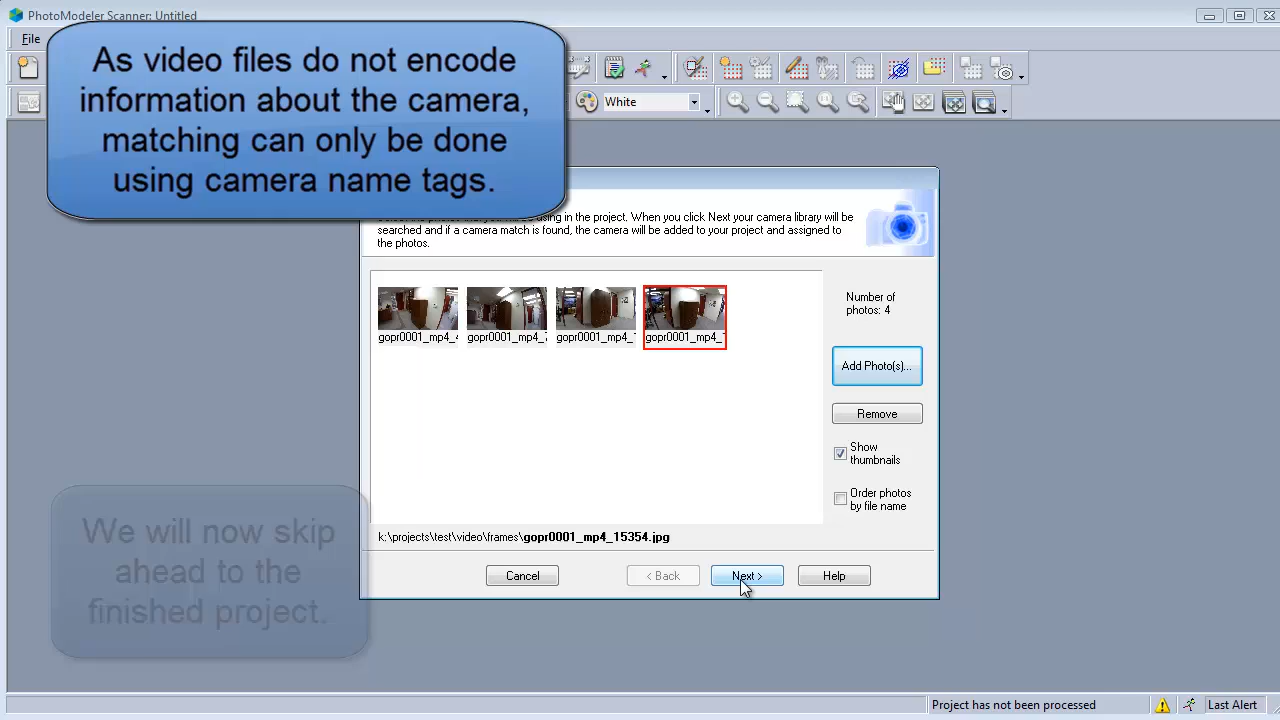 PhotoModeler Scanner: Untitled
File
As video files do not encode
information about the camera,
matching can only be done
using camera name tags.
White
using in the project. When you click Next your camera library will be
searched and if a camera match is found, the camera will be added to your project and assigned to
the photos.
Number of
photos: 4
gopr0001_mp4_4
gopr0001_mp4_
gopr0001_mp4_
gopr0001_mp4_
Add Photo(s)...
Remove
Show
thumbnails
Order photos
by file name
We will now skip
ahead to the
finished project.
k:\projects\test\video\frames\gopr0001_mp4_15354.jpg
Cancel
< Back
Next >
Help
Project has not been processed
Last Alert